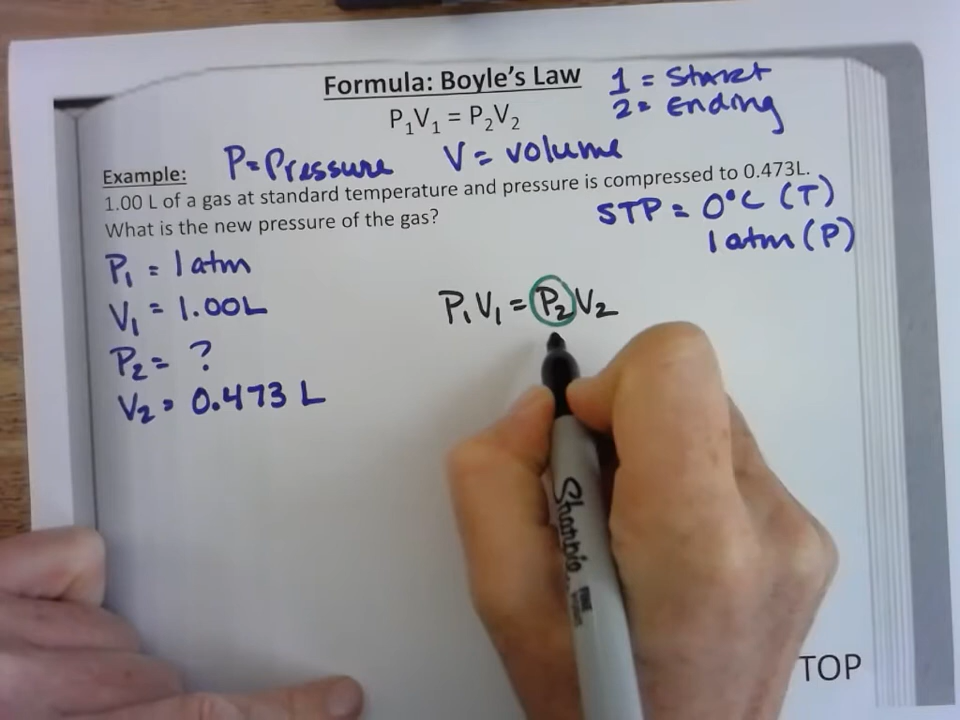 Formula: Boyle's Law
1 = Start
P₁V₁ = P₂V₂
2 = Ending
P = Pressure V = volume
Example:
1.00 L of a gas at standard temperature and pressure is compressed to 0.473L.
What is the new pressure of the gas?
STP = 0°C (T)
1 atm (P)
P₁ = 1 atm
V₁ = 1.00L
P₂ = ?
V₂ = 0.473 L
P₁V₁ = P₂V₂
Sharpie
TOP